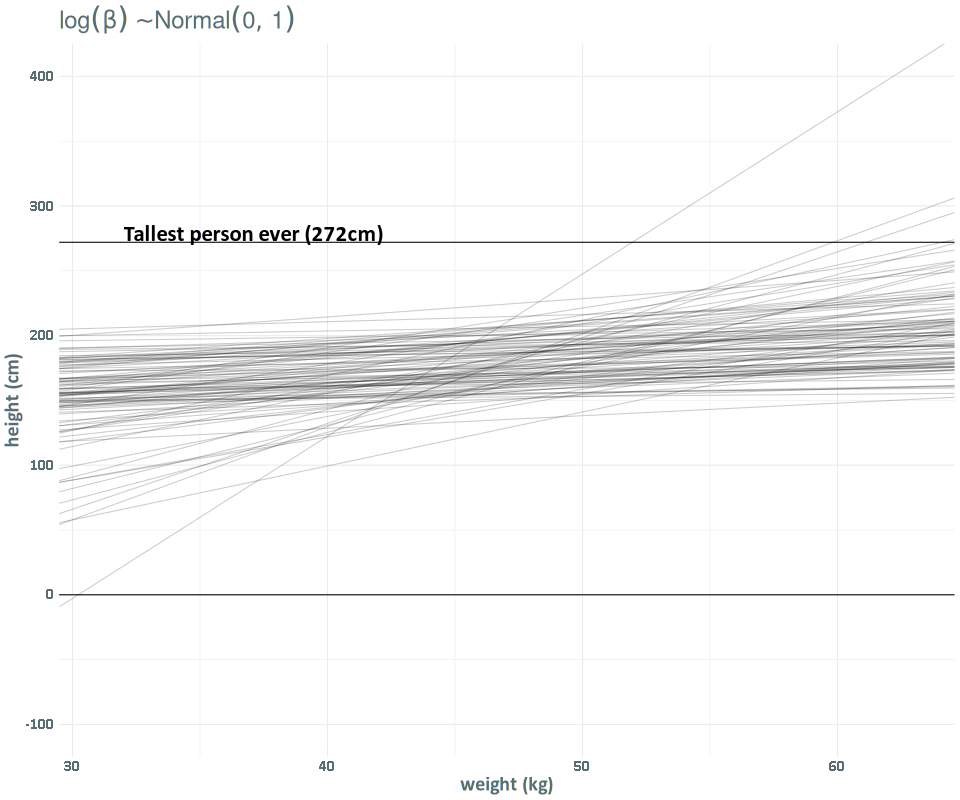 log(β) ~Normal(0, 1)
400
300
Tallest person ever (272cm)
200
100
0
-100
height (cm)
30
40
50
60
weight (kg)